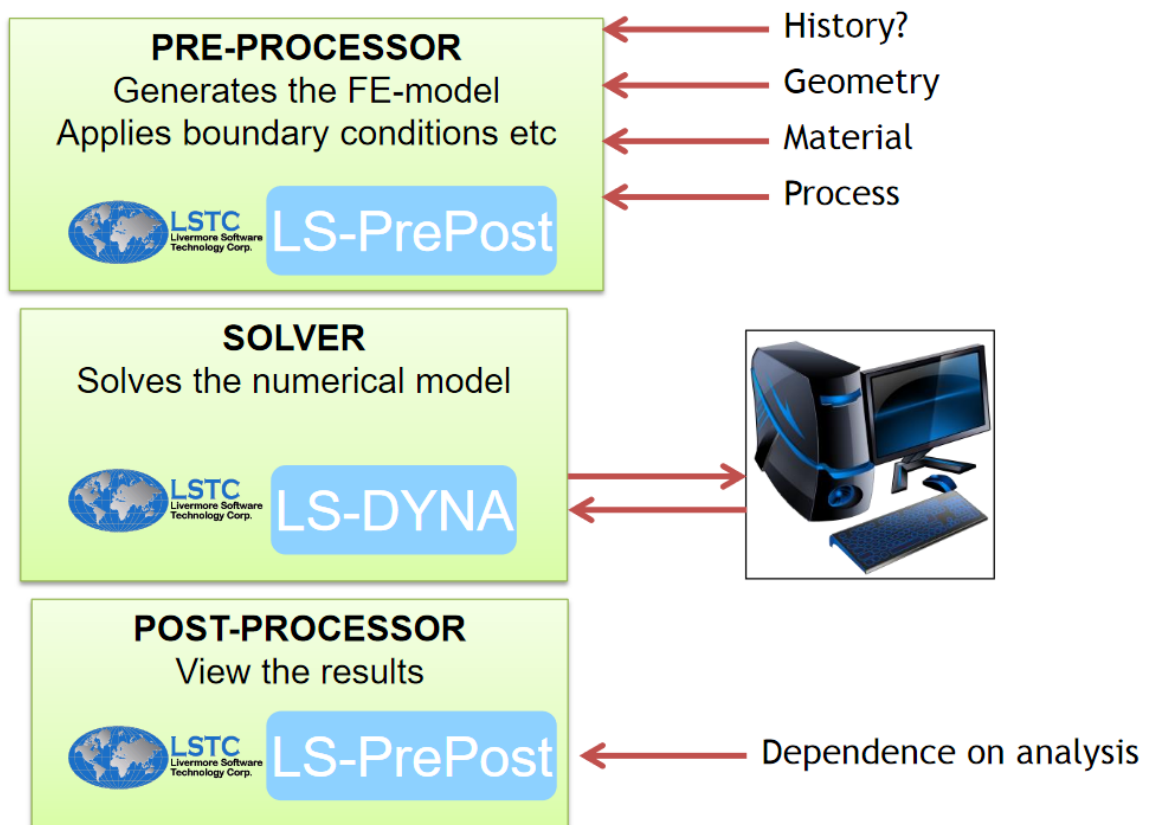 PRE-PROCESSOR
Generates the FE-model
Applies boundary conditions etc
LSTC
Livermore Software
Technology Corp.
LS-PrePost
History?
Geometry
Material
Process
SOLVER
Solves the numerical model
LSTC
Livermore Software
Technology Corp.
LS-DYNA
POST-PROCESSOR
View the results
LSTC
Livermore Software
Technology Corp.
LS-PrePost
Dependence on analysis